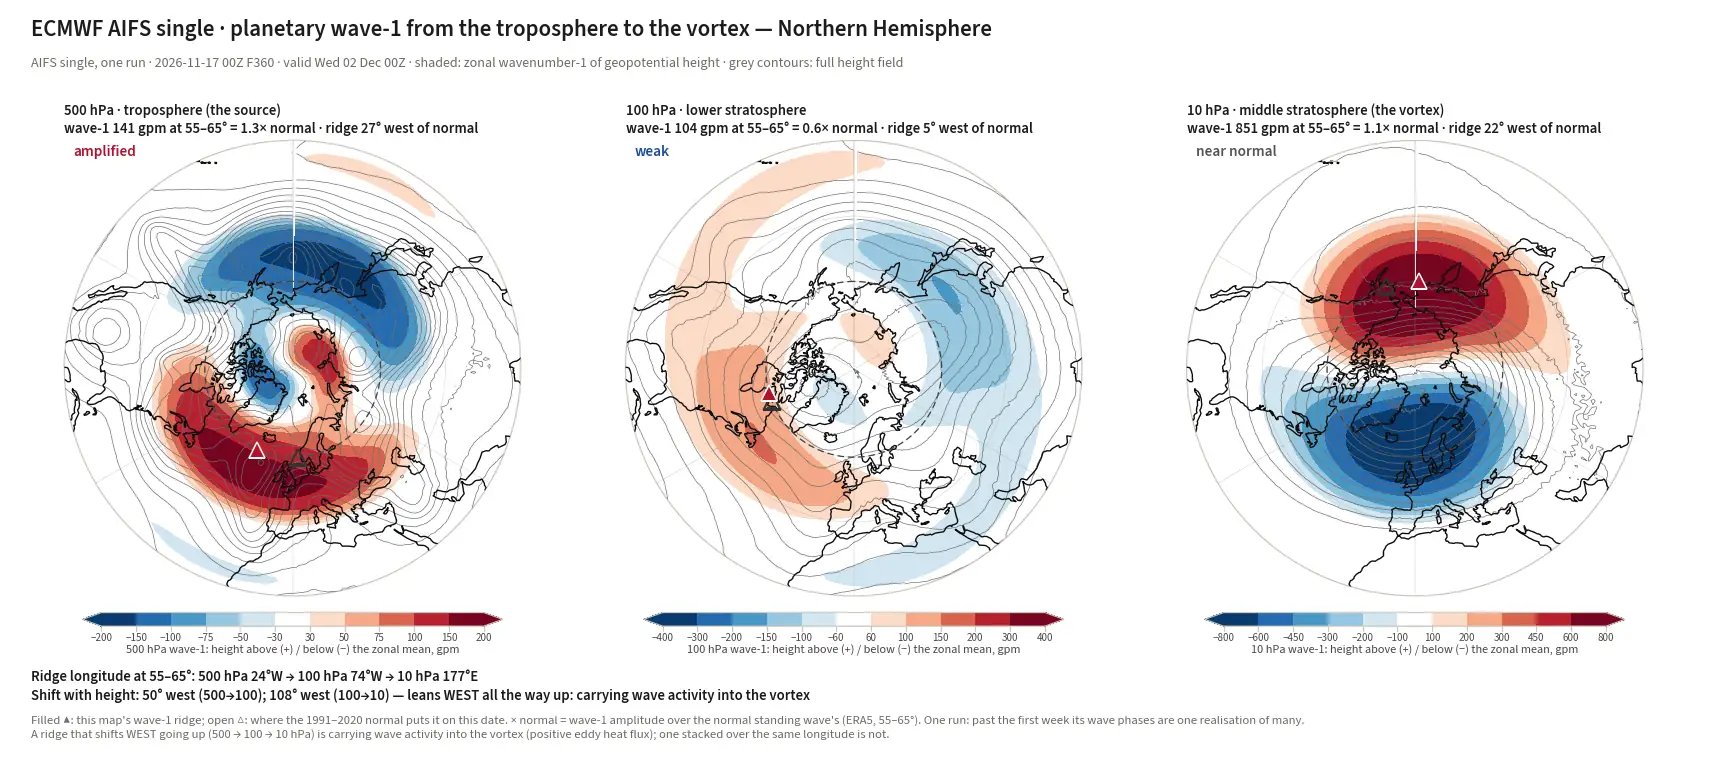 ECMWF AIFS single · planetary wave-1 from the troposphere to the vortex — Northern Hemisphere
AIFS single, one run · 2026-11-17 00Z F360 · valid Wed 02 Dec 00Z · shaded: zonal wavenumber-1 of geopotential height · grey contours: full height field
500 hPa · troposphere (the source)
wave-1 141 gpm at 55–65° = 1.3× normal · ridge 27° west of normal
amplified
100 hPa · lower stratosphere
wave-1 104 gpm at 55–65° = 0.6× normal · ridge 5° west of normal
weak
10 hPa · middle stratosphere (the vortex)
wave-1 851 gpm at 55–65° = 1.1× normal · ridge 22° west of normal
near normal
−200 −150 −100 −75 −50 −30 30 50 75 100 150 200
500 hPa wave-1: height above (+) / below (−) the zonal mean, gpm
−400 −300 −200 −150 −100 −60 60 100 150 200 300 400
100 hPa wave-1: height above (+) / below (−) the zonal mean, gpm
−800 −600 −450 −300 −200 −100 100 200 300 450 600 800
10 hPa wave-1: height above (+) / below (−) the zonal mean, gpm
Ridge longitude at 55–65°: 500 hPa 24°W → 100 hPa 74°W → 10 hPa 177°E
Shift with height: 50° west (500→100); 108° west (100→10) — leans WEST all the way up: carrying wave activity into the vortex
Filled ▲: this map's wave-1 ridge; open △: where the 1991–2020 normal puts it on this date. × normal = wave-1 amplitude over the normal standing wave's (ERA5, 55–65°). One run: past the first week its wave phases are one realisation of many.
A ridge that shifts WEST going up (500 → 100 → 10 hPa) is carrying wave activity into the vortex (positive eddy heat flux); one stacked over the same longitude is not.